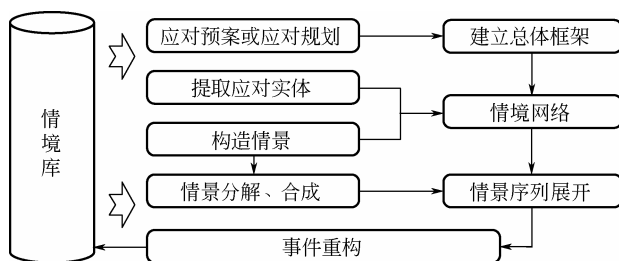 情境库
应对预案或应对规划
建立总体框架
提取应对实体
情境网络
构造情景
情景分解、合成
情景序列展开
事件重构